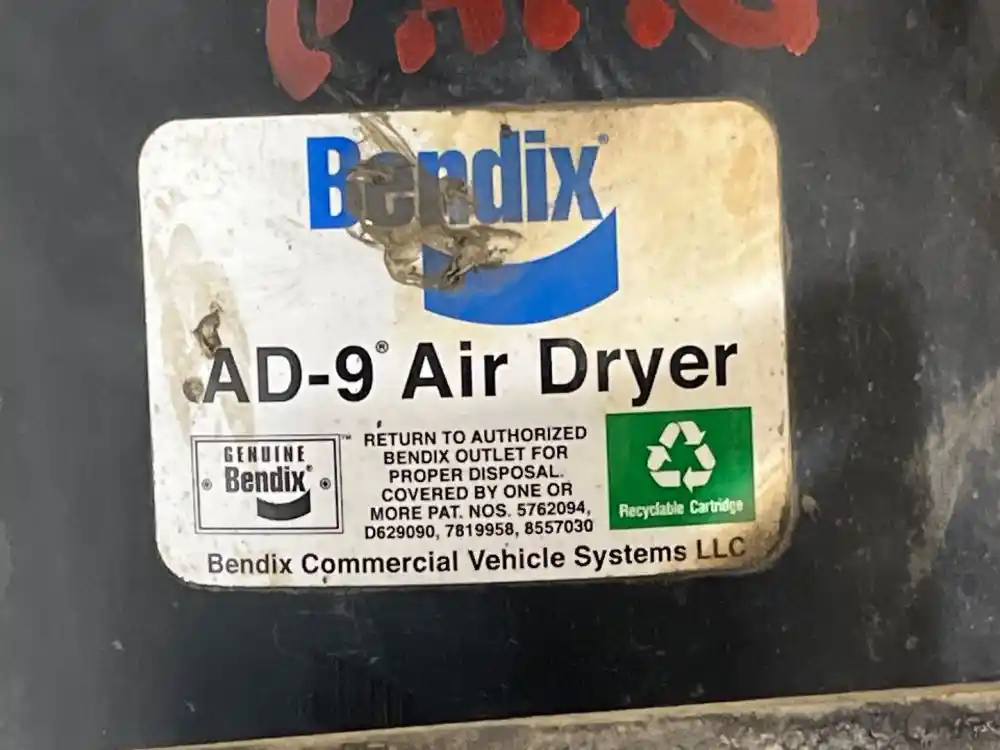 Bendix®
AD-9® Air Dryer
GENUINE
Bendix®
™
RETURN TO AUTHORIZED
BENDIX OUTLET FOR
PROPER DISPOSAL.
COVERED BY ONE OR
MORE PAT. NOS. 5762094,
D629090, 7819958, 8557030
Recyclable Cartridge
Bendix Commercial Vehicle Systems LLC